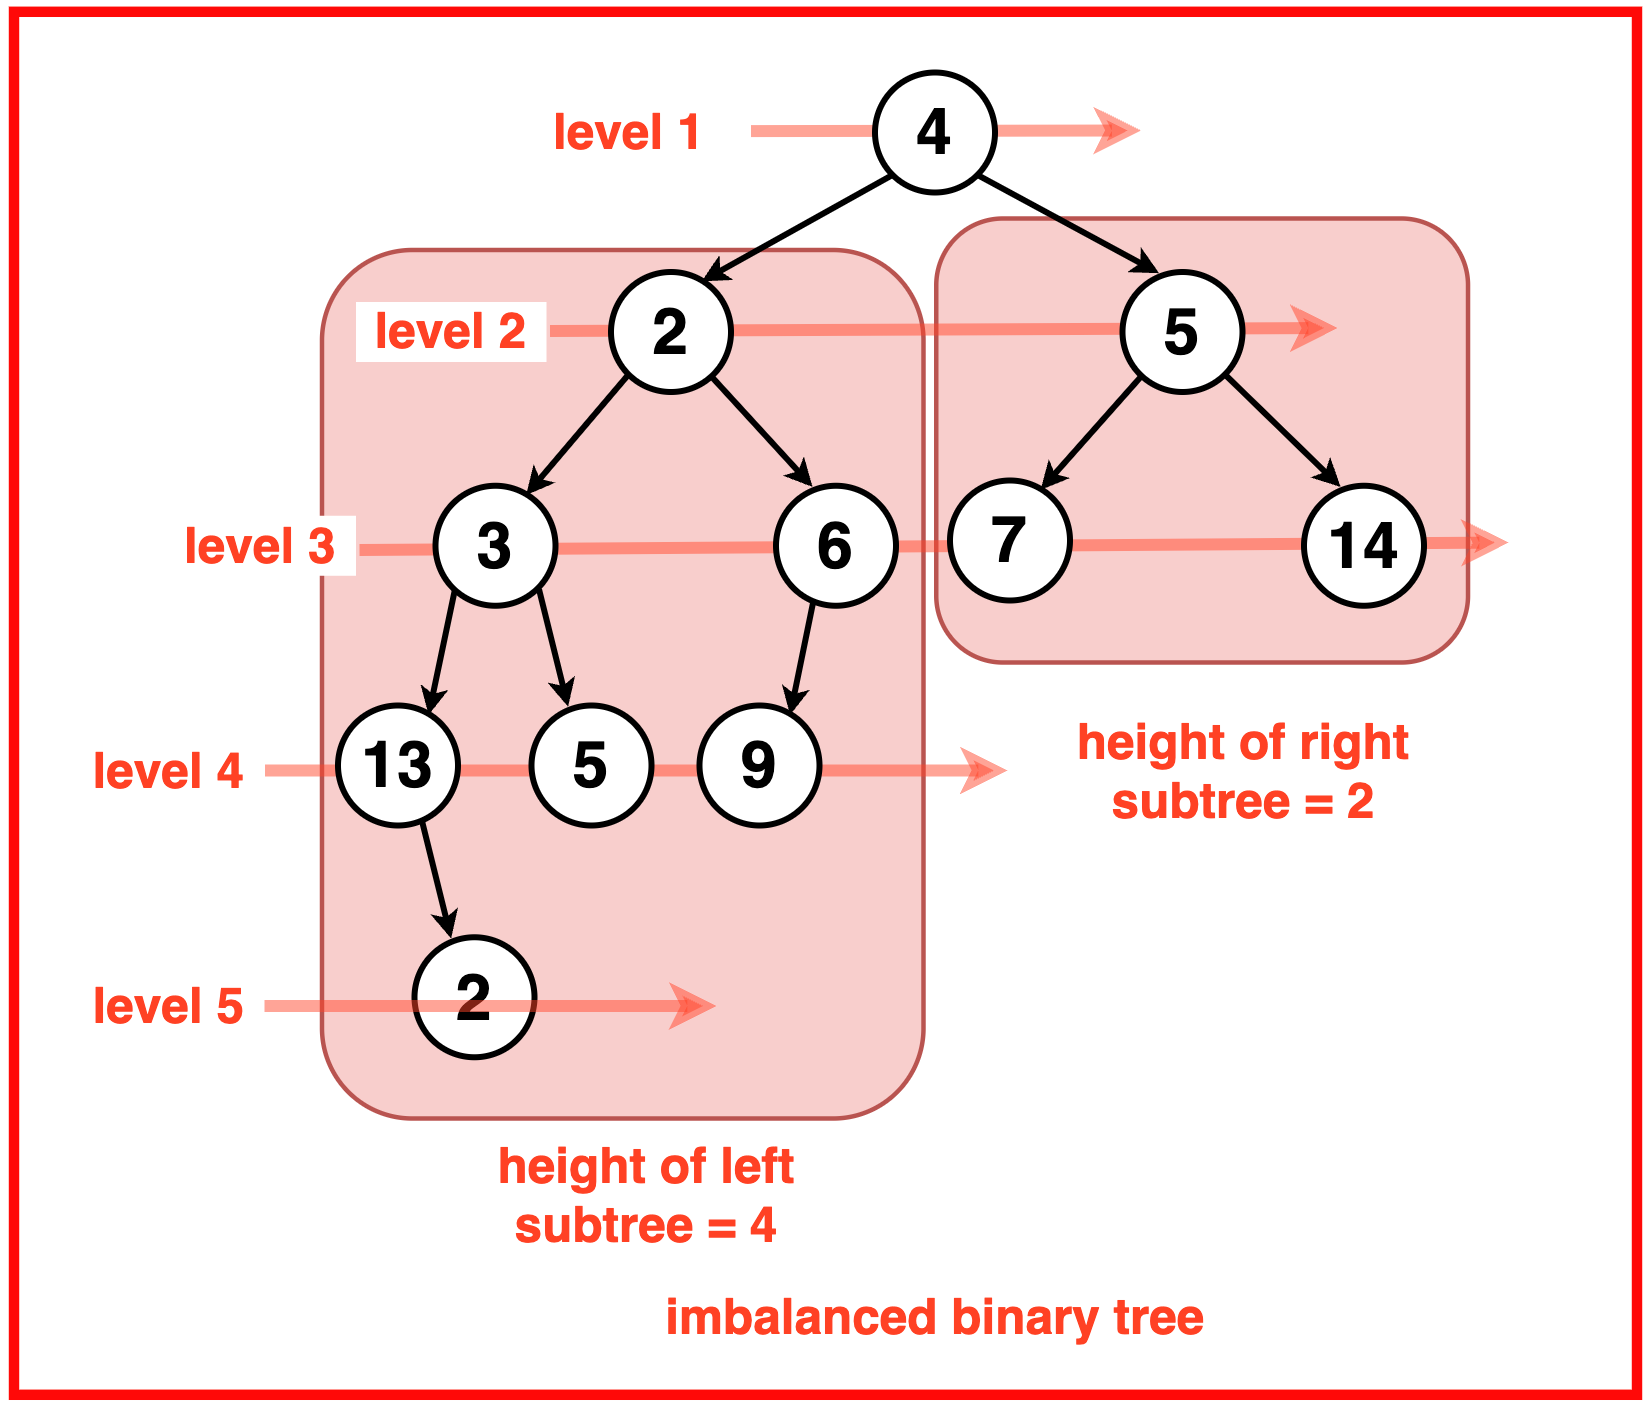 level 1
4
level 2
2
5
level 3
3
6
7
14
level 4
13
5
9
height of right
subtree = 2
level 5
2
height of left
subtree = 4
imbalanced binary tree